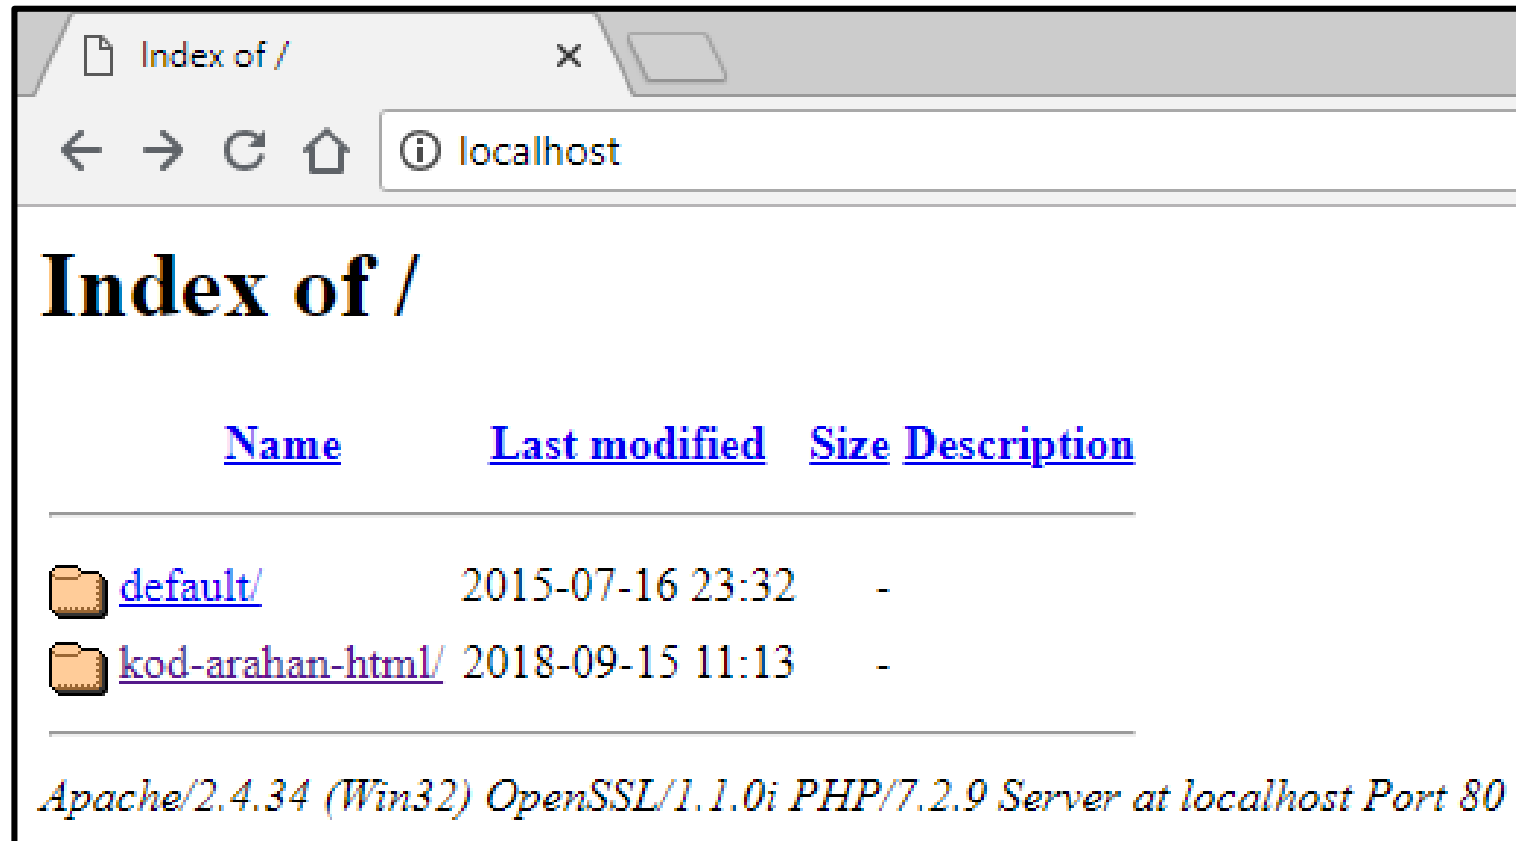 Index of /
localhost
Index of /
Name Last modified Size Description
default/ 2015-07-16 23:32 -
kod-arahan-html/ 2018-09-15 11:13 -
Apache/2.4.34 (Win32) OpenSSL/1.1.0i PHP/7.2.9 Server at localhost Port 80